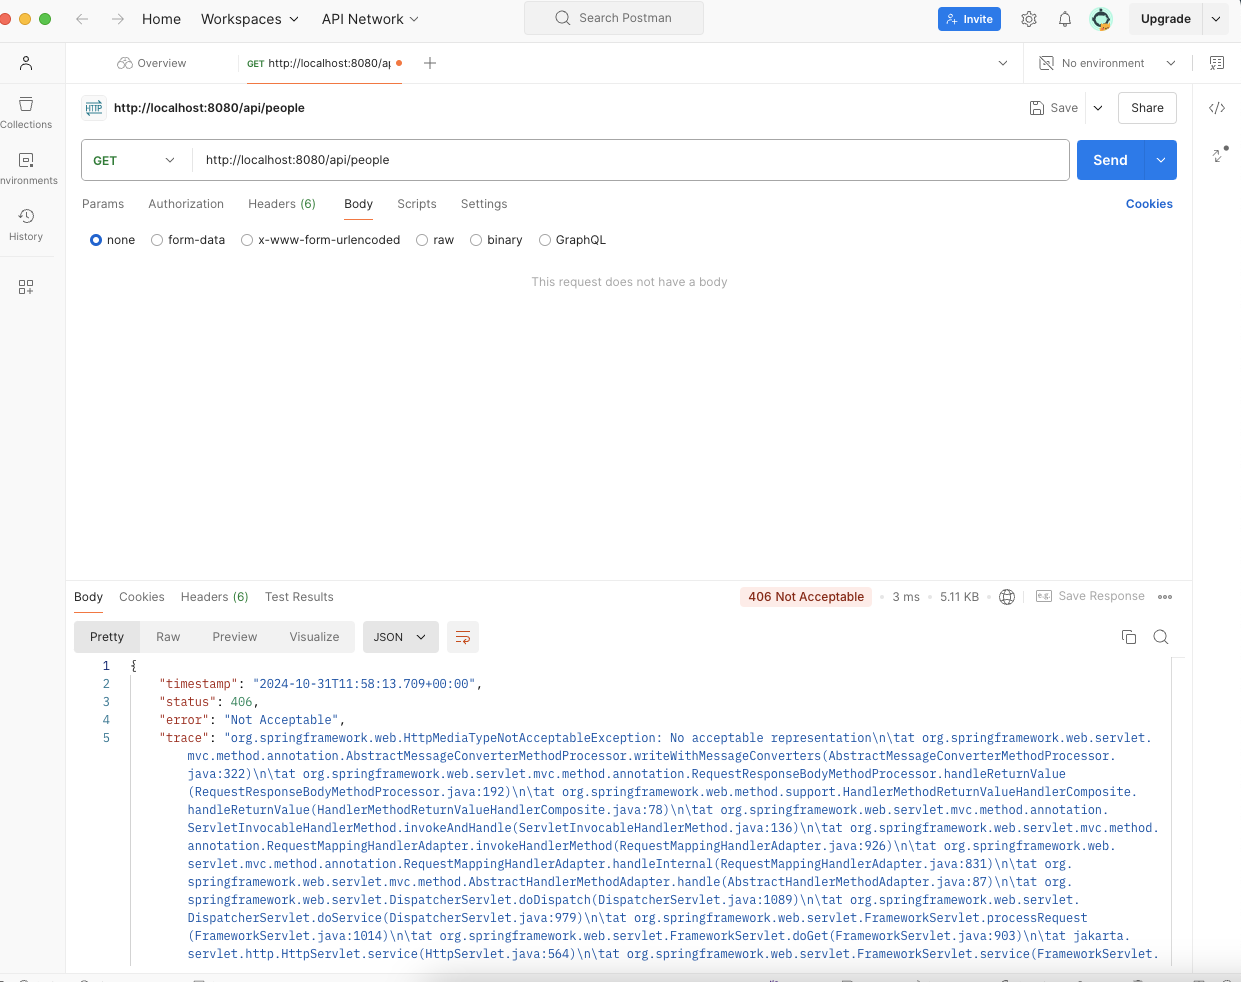 Home Workspaces API Network Search Postman Invite Upgrade
Overview GET http://localhost:8080/ap No environment
HTTP http://localhost:8080/api/people Save Share
GET http://localhost:8080/api/people Send
Params Authorization Headers (6) Body Scripts Settings Cookies
none form-data x-www-form-urlencoded raw binary GraphQL
This request does not have a body
Collections
nvironments
History
Body Cookies Headers (6) Test Results 406 Not Acceptable 3 ms 5.11 KB e.g. Save Response
Pretty Raw Preview Visualize JSON
1 {
2 "timestamp": "2024-10-31T11:58:13.709+00:00",
3 "status": 406,
4 "error": "Not Acceptable",
5 "trace": "org.springframework.web.HttpMediaTypeNotAcceptableException: No acceptable representation\n\tat org.springframework.web.servlet.
mvc.method.annotation.AbstractMessageConverterMethodProcessor.writeWithMessageConverters(AbstractMessageConverterMethodProcessor.
java:322)\n\tat org.springframework.web.servlet.mvc.method.annotation.RequestResponseBodyMethodProcessor.handleReturnValue
(RequestResponseBodyMethodProcessor.java:192)\n\tat org.springframework.web.method.support.HandlerMethodReturnValueHandlerComposite.
handleReturnValue(HandlerMethodReturnValueHandlerComposite.java:78)\n\tat org.springframework.web.servlet.mvc.method.annotation.
ServletInvocableHandlerMethod.invokeAndHandle(ServletInvocableHandlerMethod.java:136)\n\tat org.springframework.web.servlet.mvc.method.
annotation.RequestMappingHandlerAdapter.invokeHandlerMethod(RequestMappingHandlerAdapter.java:926)\n\tat org.springframework.web.
servlet.mvc.method.annotation.RequestMappingHandlerAdapter.handleInternal(RequestMappingHandlerAdapter.java:831)\n\tat org.
springframework.web.servlet.mvc.method.AbstractHandlerMethodAdapter.handle(AbstractHandlerMethodAdapter.java:87)\n\tat org.
springframework.web.servlet.DispatcherServlet.doDispatch(DispatcherServlet.java:1089)\n\tat org.springframework.web.servlet.
DispatcherServlet.doService(DispatcherServlet.java:979)\n\tat org.springframework.web.servlet.FrameworkServlet.processRequest
(FrameworkServlet.java:1014)\n\tat org.springframework.web.servlet.FrameworkServlet.doGet(FrameworkServlet.java:903)\n\tat jakarta.
servlet.http.HttpServlet.service(HttpServlet.java:564)\n\tat org.springframework.web.servlet.FrameworkServlet.service(FrameworkServlet.